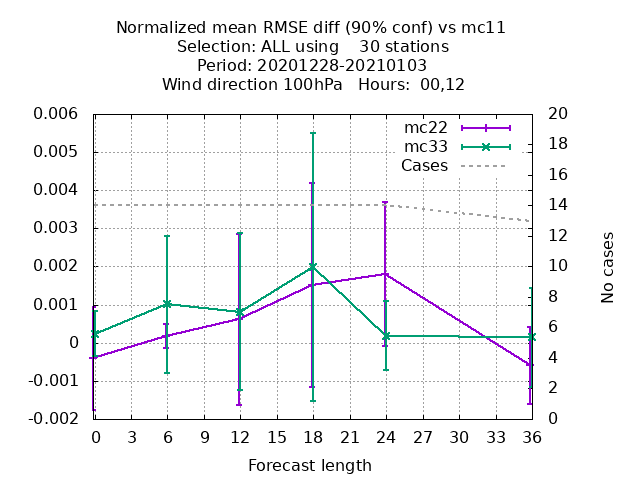 Normalized mean RMSE diff (90% conf) vs mc11
Selection: ALL using    30 stations
Period: 20201228-20210103
Wind direction 100hPa   Hours:  00,12
mc22
mc33
Cases
0.006
0.005
0.004
0.003
0.002
0.001
0
-0.001
-0.002
20
18
16
14
12
10
8
6
4
2
0
No cases
0 3 6 9 12 15 18 21 24 27 30 33 36
Forecast length